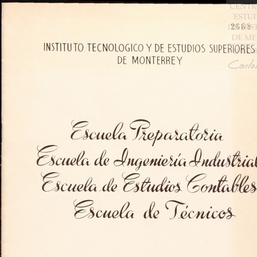 2568
INSTITUTO TECNOLOGICO Y DE ESTUDIOS SUPERIORES
DE MONTERREY
Escuela Preparatoria
Escuela de Ingeniería Industrial
Escuela de Estudios Contables
Escuela de Técnicos